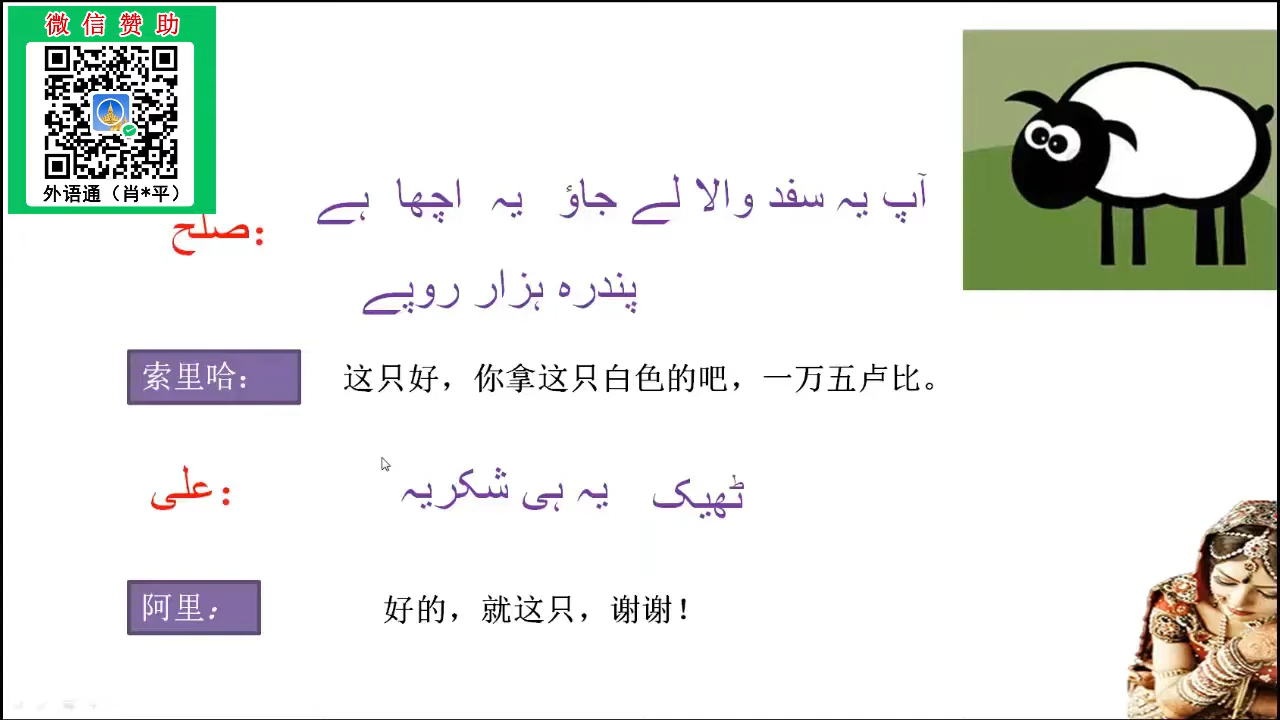 微信赞助
外语通（肖*平）
آپ یہ سفد والا لے جاؤ یہ اچھا ہے
صلح:
پندرہ ہزار روپے
索里哈：
这只好，你拿这只白色的吧，一万五卢比。
علی:
ٹھیک یہ ہی شکریہ
阿里：
好的，就这只，谢谢！